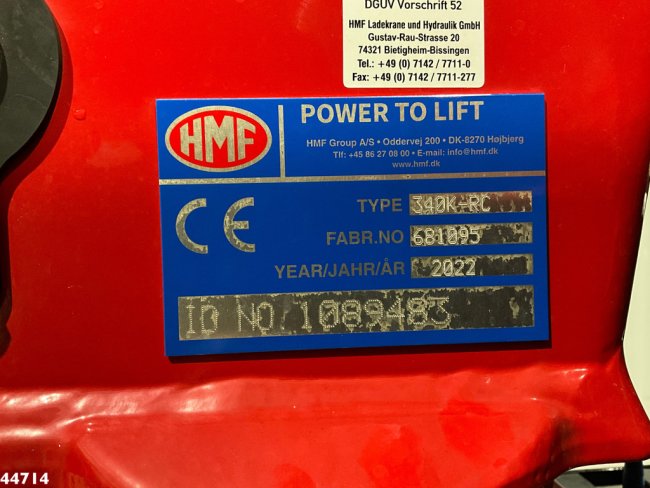 DGUV Vorschrift 52
HMF Ladekrane und Hydraulik GmbH
Gustav-Rau-Strasse 20
74321 Bietigheim-Bissingen
Tel.: +49 (0) 7142 / 7711-0
Fax: +49 (0) 7142 / 7711-277
HMF
POWER TO LIFT
HMF Group A/S • Oddervej 200 • DK-8270 Højbjerg
Tlf: +45 86 27 08 00 • E-mail: info@hmf.dk
www.hmf.dk
CE
TYPE 340K-RC
FABR.NO 681095
YEAR/JAHR/ÅR 2022
ID NO 1089483
44714